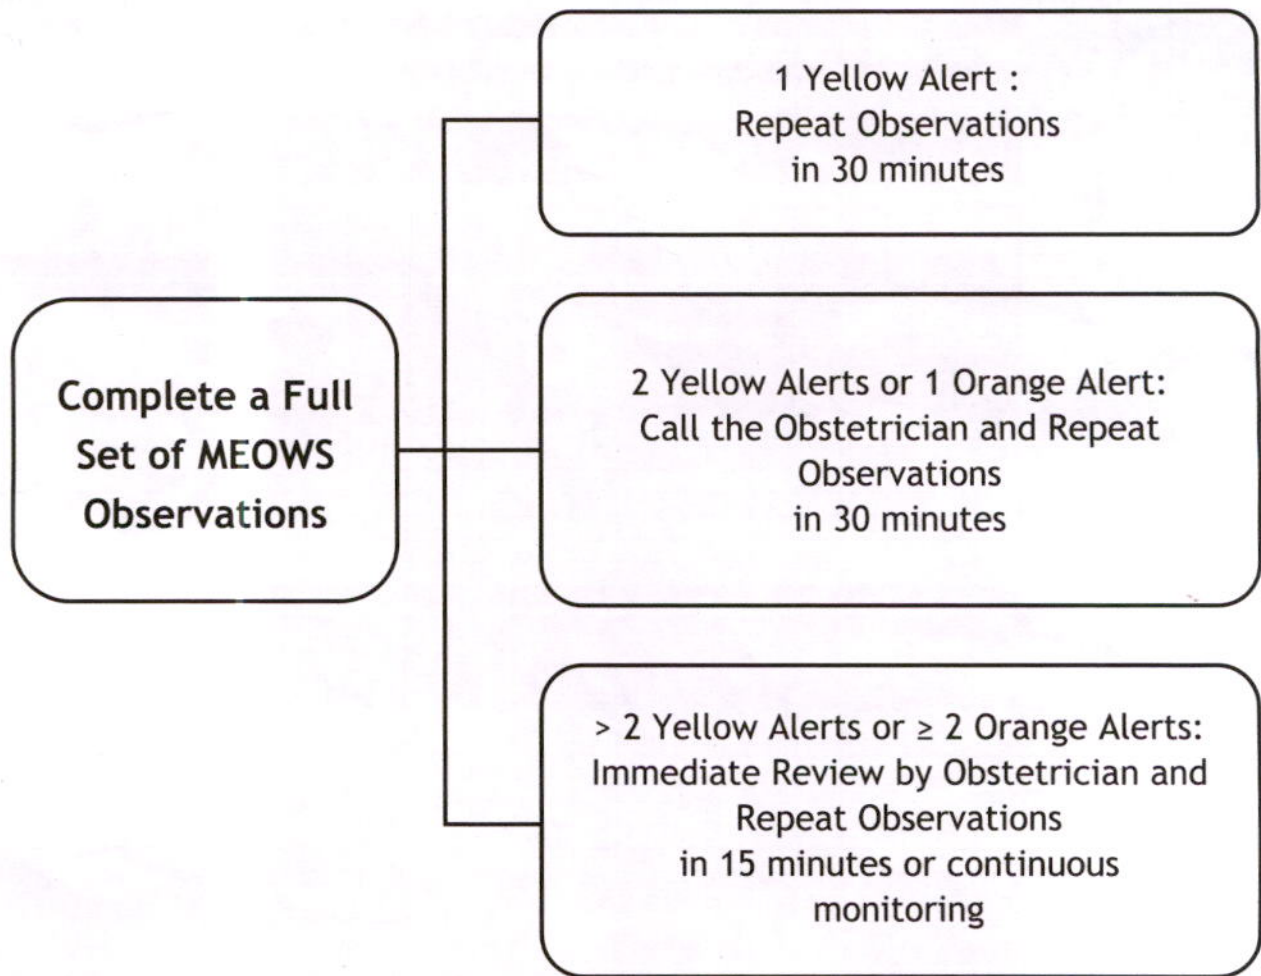 Complete a Full
Set of MEOWS
Observations
1 Yellow Alert :
Repeat Observations
in 30 minutes
2 Yellow Alerts or 1 Orange Alert:
Call the Obstetrician and Repeat
Observations
in 30 minutes
> 2 Yellow Alerts or ≥ 2 Orange Alerts:
Immediate Review by Obstetrician and
Repeat Observations
in 15 minutes or continuous
monitoring